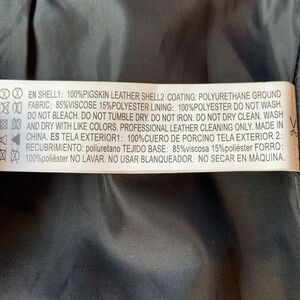 EN SHELL1: 100%PIGSKIN LEATHER SHELL2: COATING: POLYURETHANE GROUND
FABRIC: 85%VISCOSE 15%POLYESTER LINING: 100%POLYESTER DO NOT WASH.
DO NOT BLEACH. DO NOT TUMBLE DRY. DO NOT IRON. DO NOT DRY CLEAN. WASH
AND DRY WITH LIKE COLORS. PROFESSIONAL LEATHER CLEANING ONLY. MADE IN
CHINA. ES TELA EXTERIOR1: 100%CUERO DE PORCINO TELA EXTERIOR 2:
RECUBRIMIENTO: poliuretano TEJIDO BASE: 85%viscosa 15%poliéster FORRO:
100%poliéster NO LAVAR. NO USAR BLANQUEADOR. NO SECAR EN MÁQUINA.